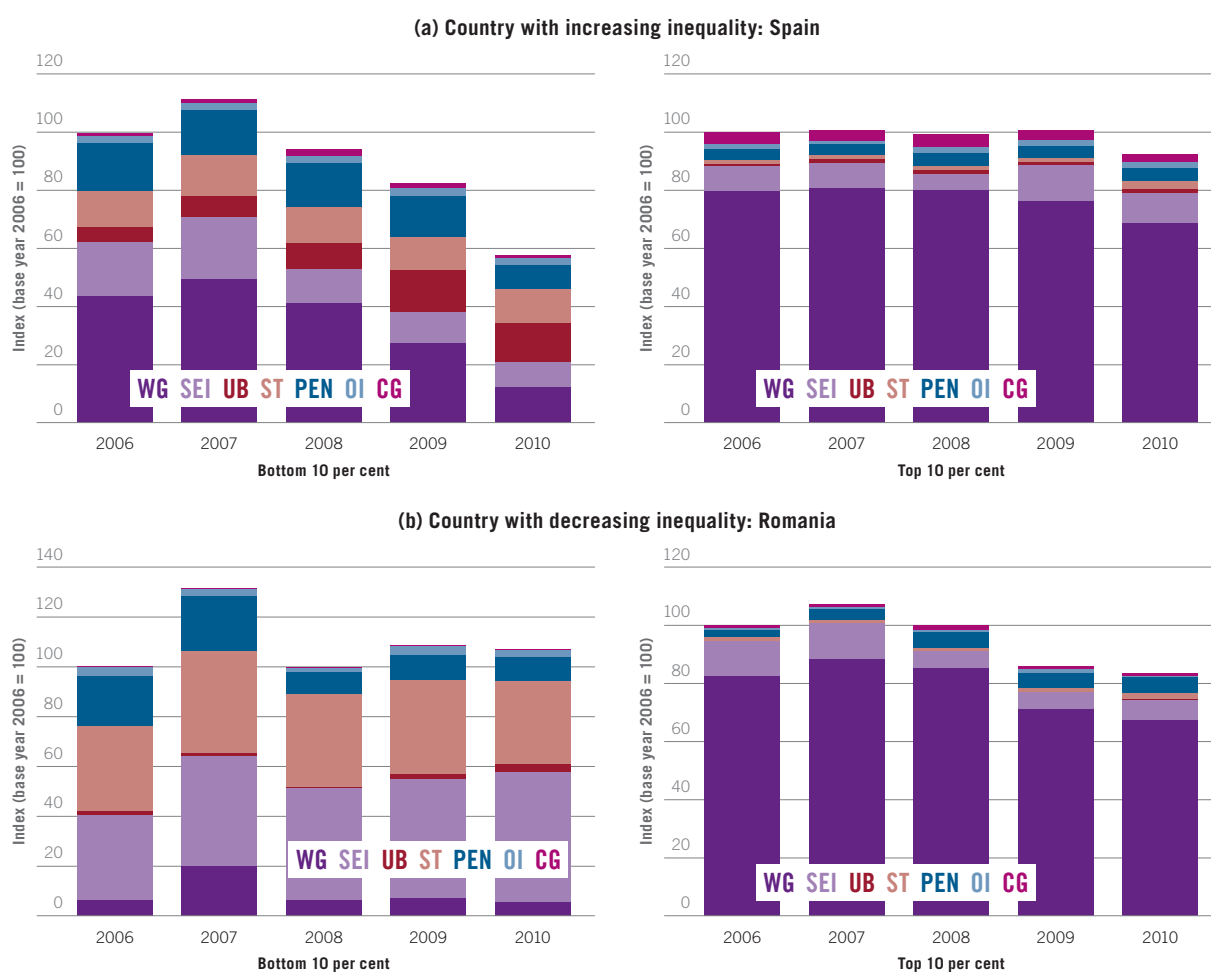 (a) Country with increasing inequality: Spain
Index (base year 2006 = 100)
120
100
80
60
40
20
0
WG SEI UB ST PEN OI CG
2006 2007 2008 2009 2010
Bottom 10 per cent
Index (base year 2006 = 100)
120
100
80
60
40
20
0
WG SEI UB ST PEN OI CG
2006 2007 2008 2009 2010
Top 10 per cent
(b) Country with decreasing inequality: Romania
Index (base year 2006 = 100)
140
120
100
80
60
40
20
0
WG SEI UB ST PEN OI CG
2006 2007 2008 2009 2010
Bottom 10 per cent
Index (base year 2006 = 100)
120
100
80
60
40
20
0
WG SEI UB ST PEN OI CG
2006 2007 2008 2009 2010
Top 10 per cent